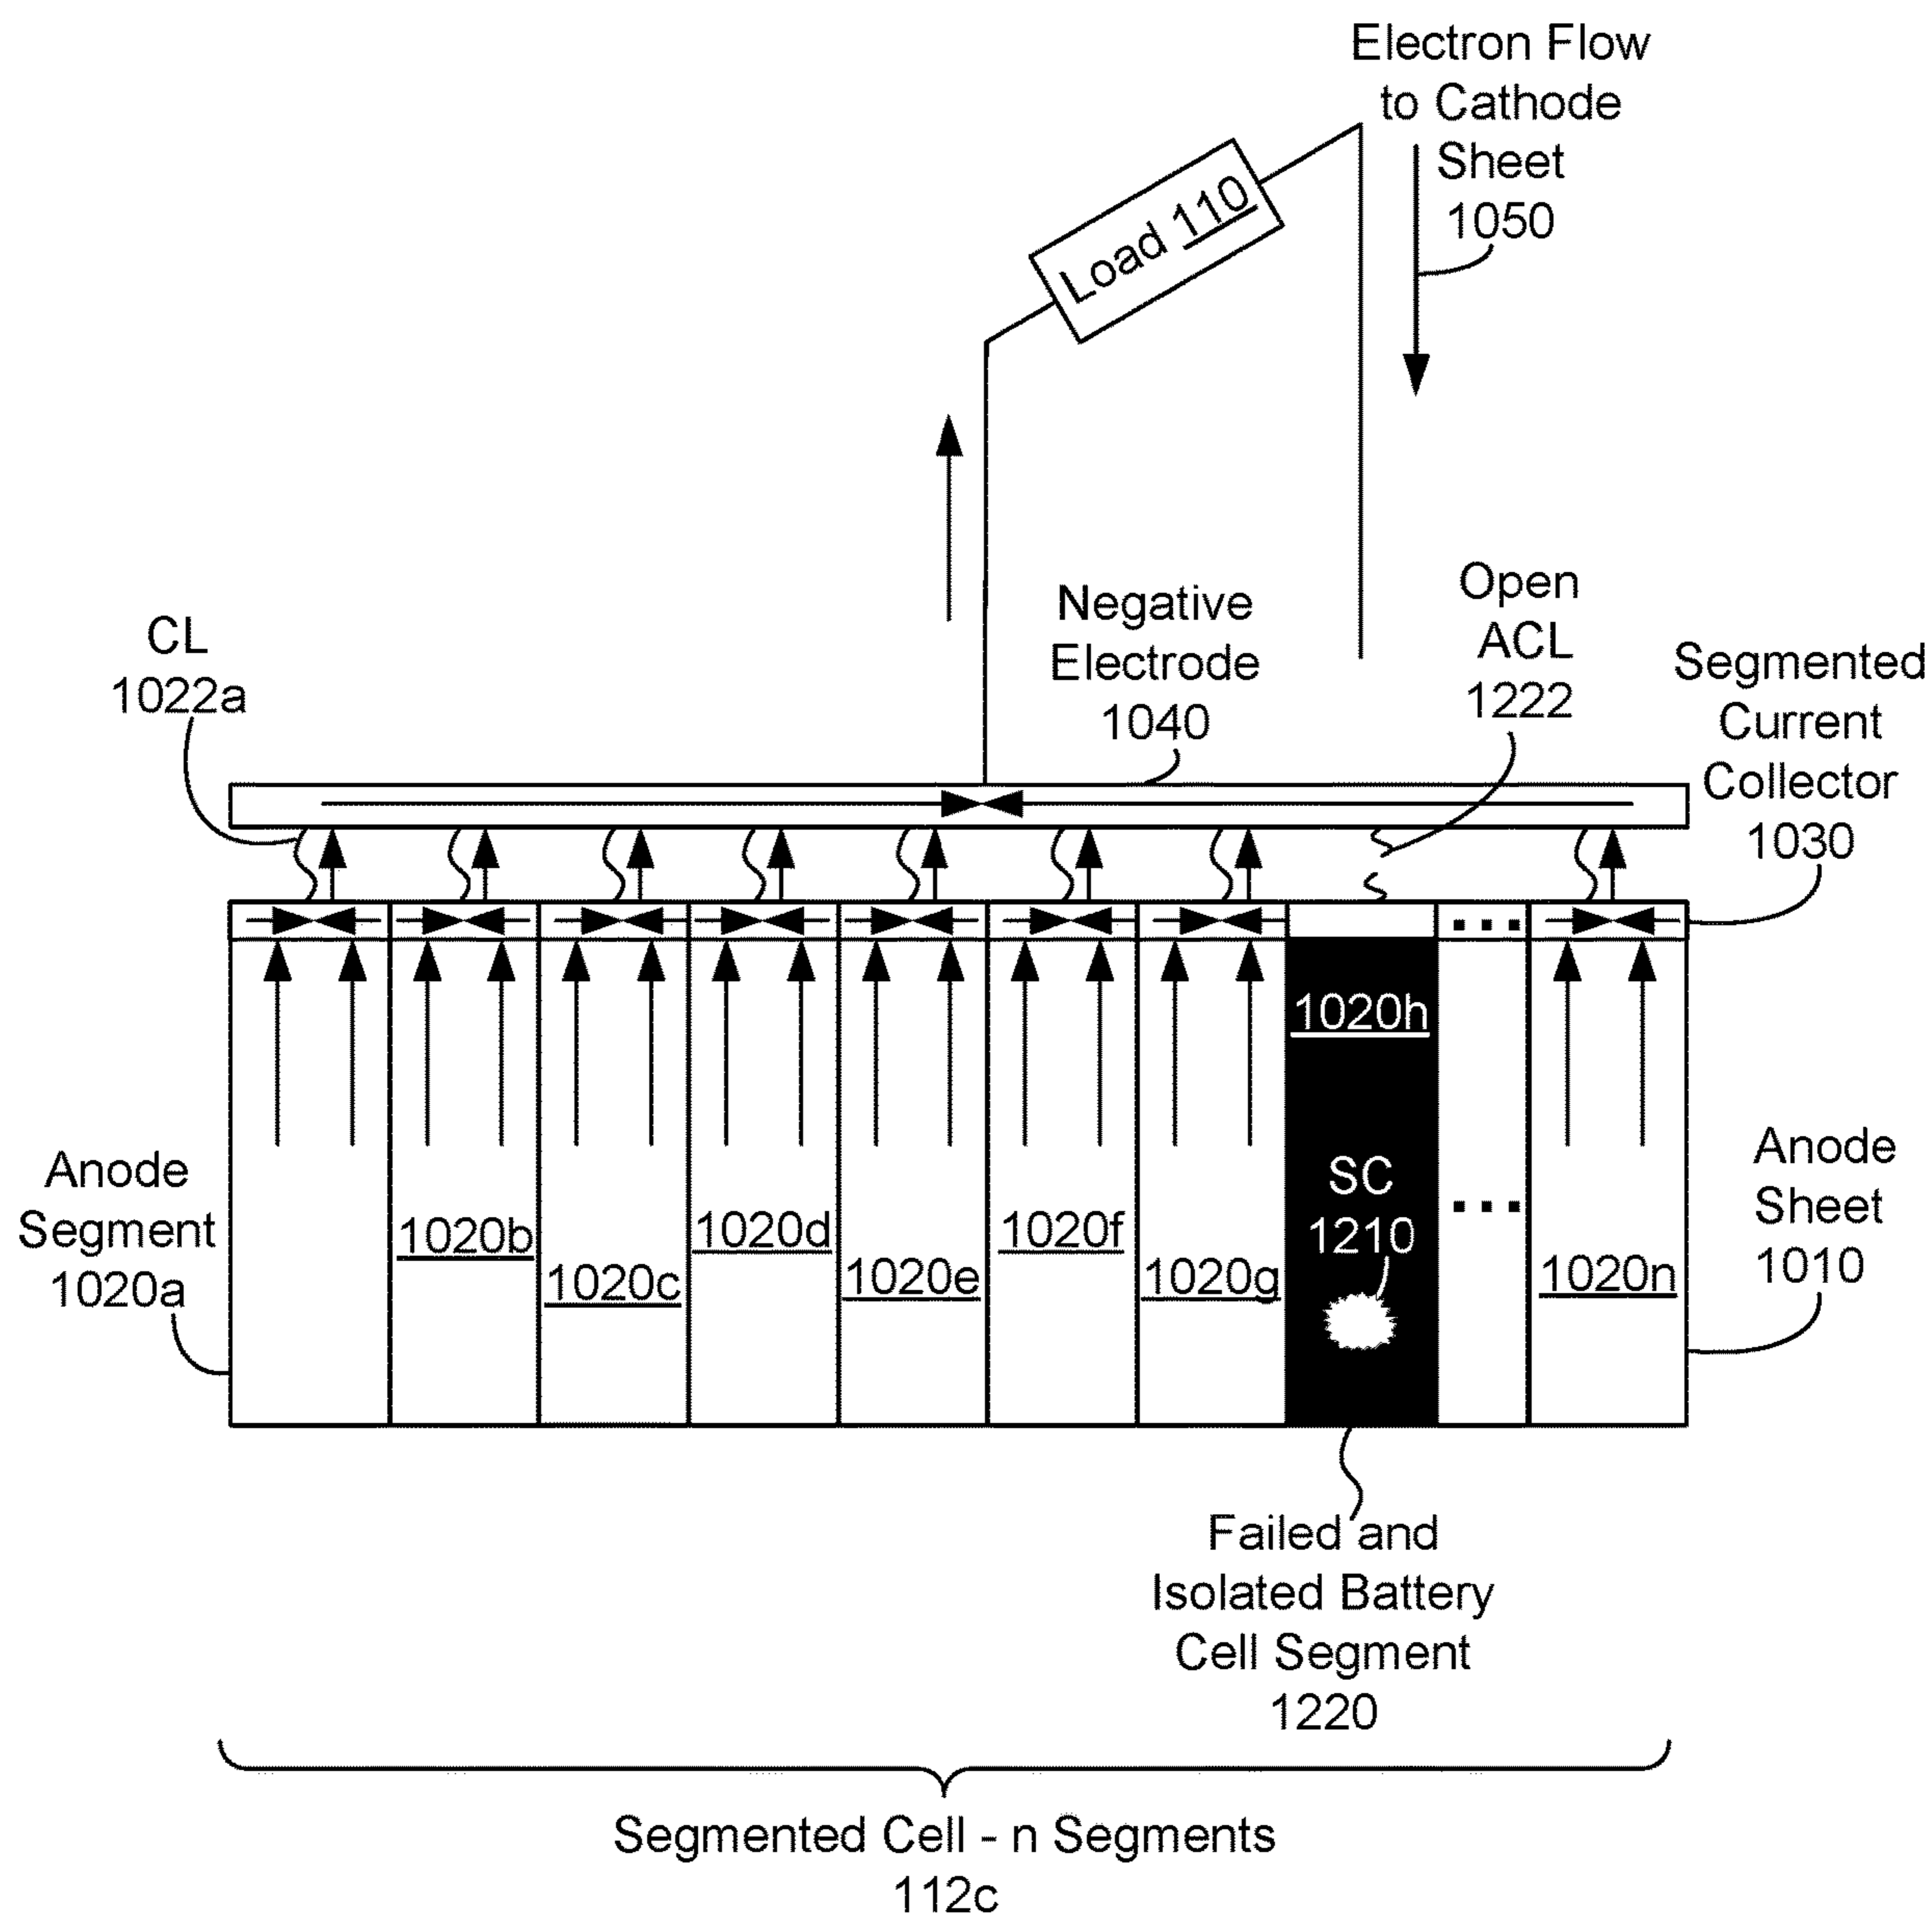 Electron Flow
to Cathode
Sheet
1050
Load 110
Open
ACL
1222
Negative
Electrode
1040
CL
1022a
Segmented
Current
Collector
1030
...
1020h
Anode
Segment
1020a
1020b
1020c
1020d
1020e
1020f
1020g
SC
1210
...
1020n
Anode
Sheet
1010
Failed and
Isolated Battery
Cell Segment
1220
Segmented Cell - n Segments
112c